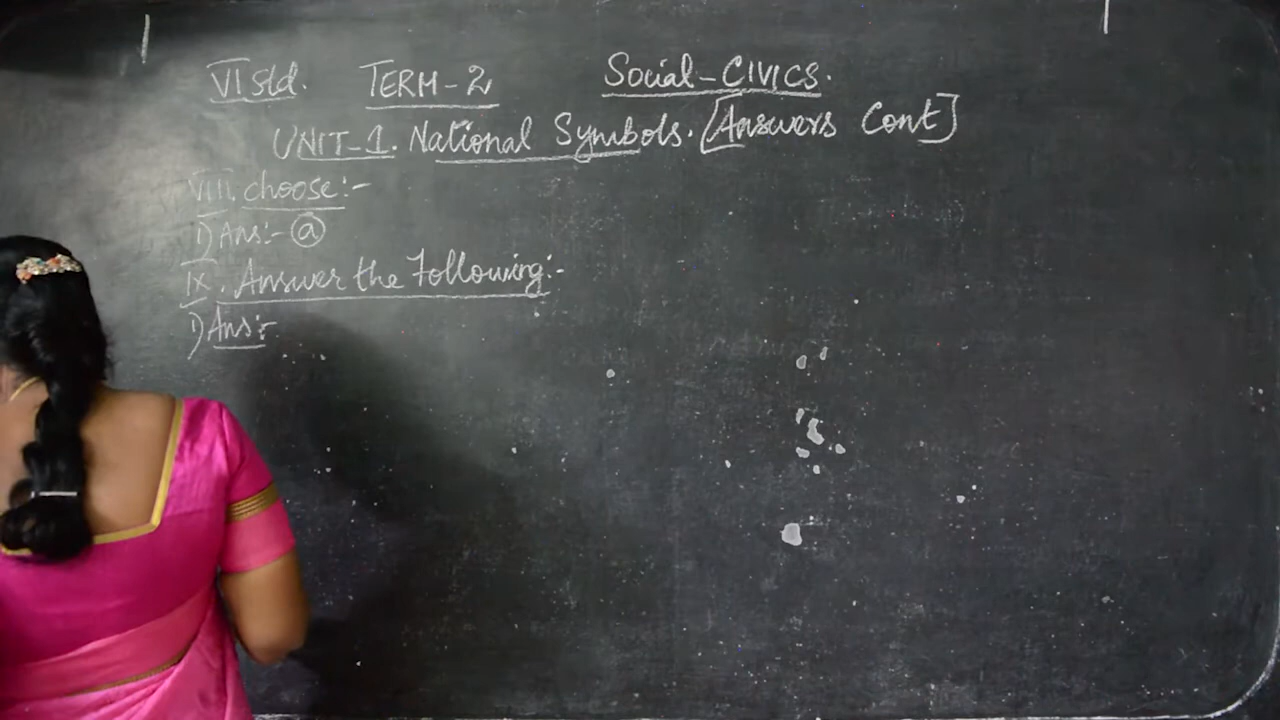 VI std. TERM-2 Social-CIVICS.
UNIT-1. National Symbols. [Answers Cont]
VIII. choose:-
1) Ans:- ⓐ
IX. Answer the Following:-
1) Ans:-